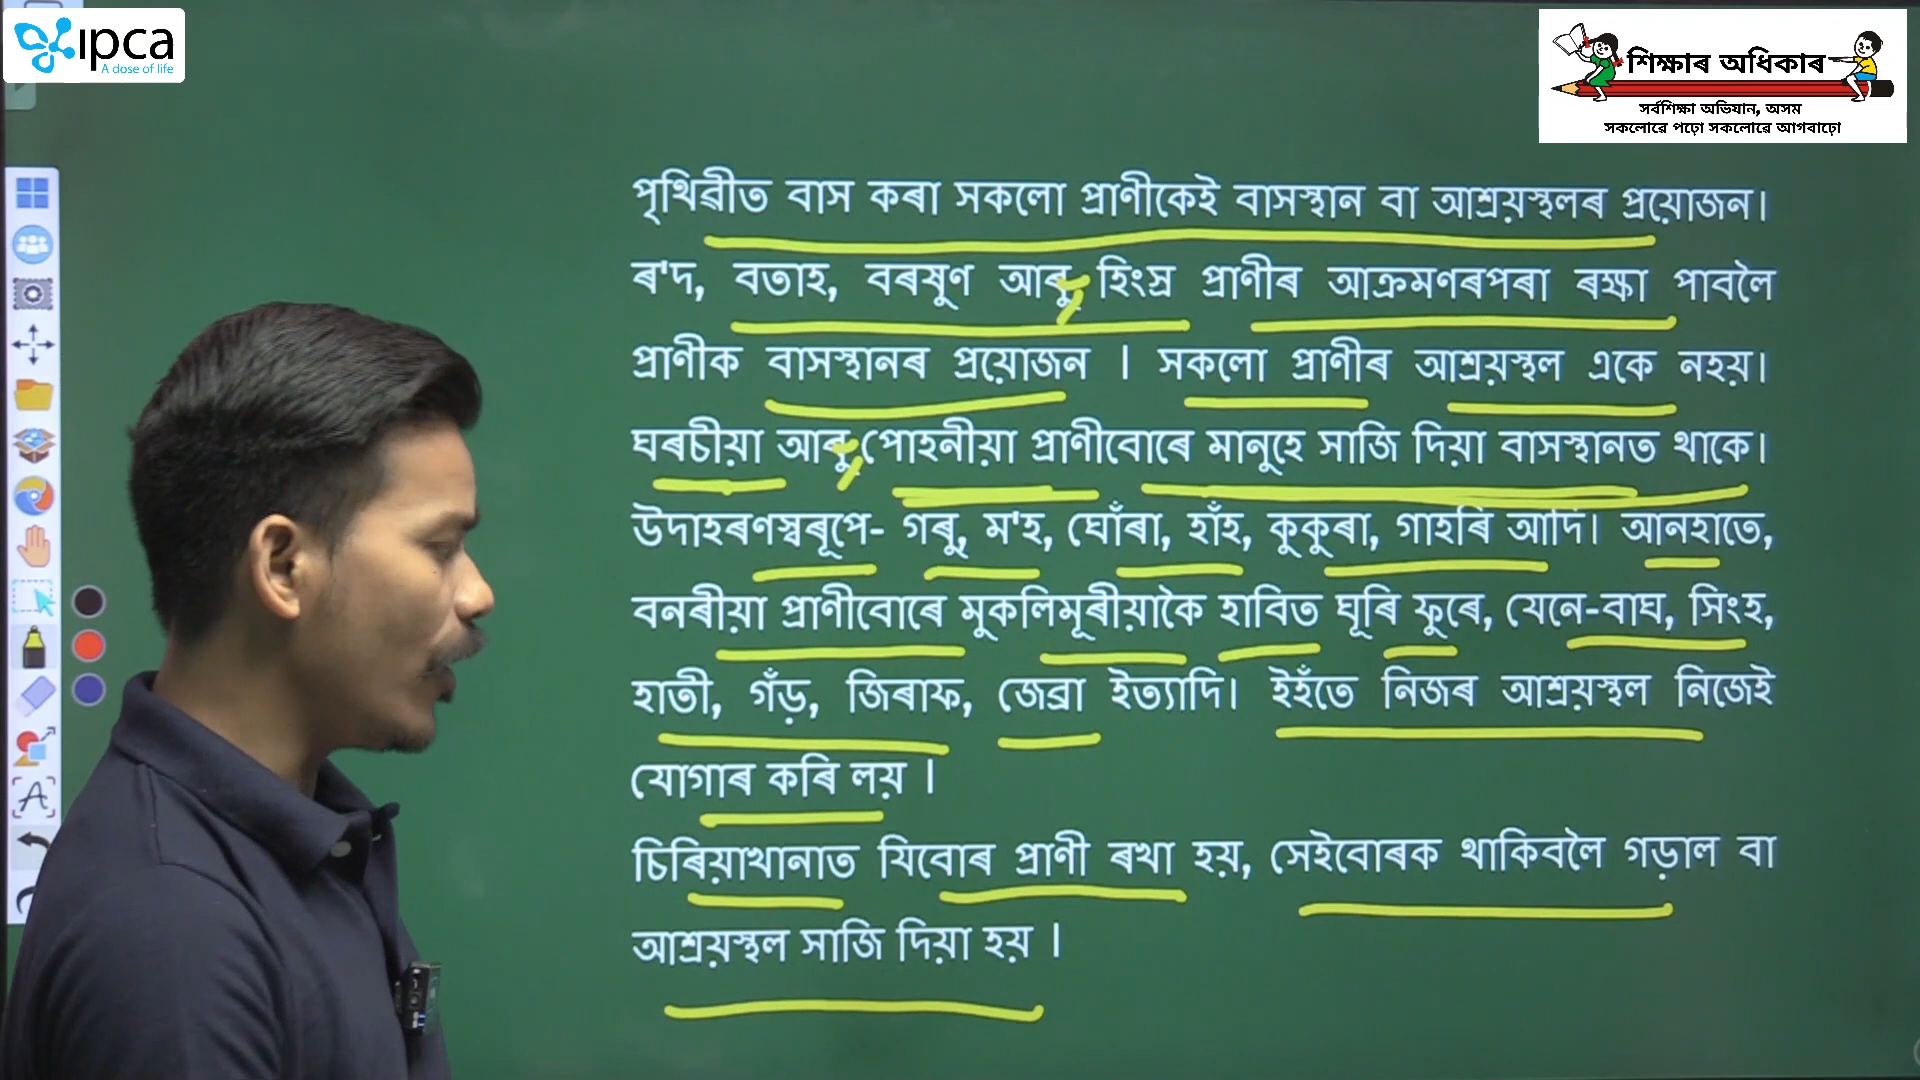 ipca
A dose of life
শিক্ষাৰ অধিকাৰ
সৰ্বশিক্ষা অভিযান, অসম
সকলোৱে পঢ়ো সকলোৱে আগবাঢ়ো
পৃথিৱীত বাস কৰা সকলো প্ৰাণীকেই বাসস্থান বা আশ্ৰয়স্থলৰ প্ৰয়োজন।
ৰ'দ, বতাহ, বৰষুণ আৰু হিংস্ৰ প্ৰাণীৰ আক্ৰমণৰপৰা ৰক্ষা পাবলৈ
প্ৰাণীক বাসস্থানৰ প্ৰয়োজন । সকলো প্ৰাণীৰ আশ্ৰয়স্থল একে নহয়।
ঘৰচীয়া আৰু পোহনীয়া প্ৰাণীবোৰে মানুহে সাজি দিয়া বাসস্থানত থাকে।
উদাহৰণস্বৰূপে- গৰু, ম'হ, ঘোঁৰা, হাঁহ, কুকুৰা, গাহৰি আদি। আনহাতে,
বনৰীয়া প্ৰাণীবোৰে মুকলিমূৰীয়াকৈ হাবিত ঘূৰি ফুৰে, যেনে-বাঘ, সিংহ,
হাতী, গঁড়, জিৰাফ, জেব্ৰা ইত্যাদি। ইহঁতে নিজৰ আশ্ৰয়স্থল নিজেই
যোগাৰ কৰি লয় ।
চিৰিয়াখানাত যিবোৰ প্ৰাণী ৰখা হয়, সেইবোৰক থাকিবলৈ গড়াল বা
আশ্ৰয়স্থল সাজি দিয়া হয় ।